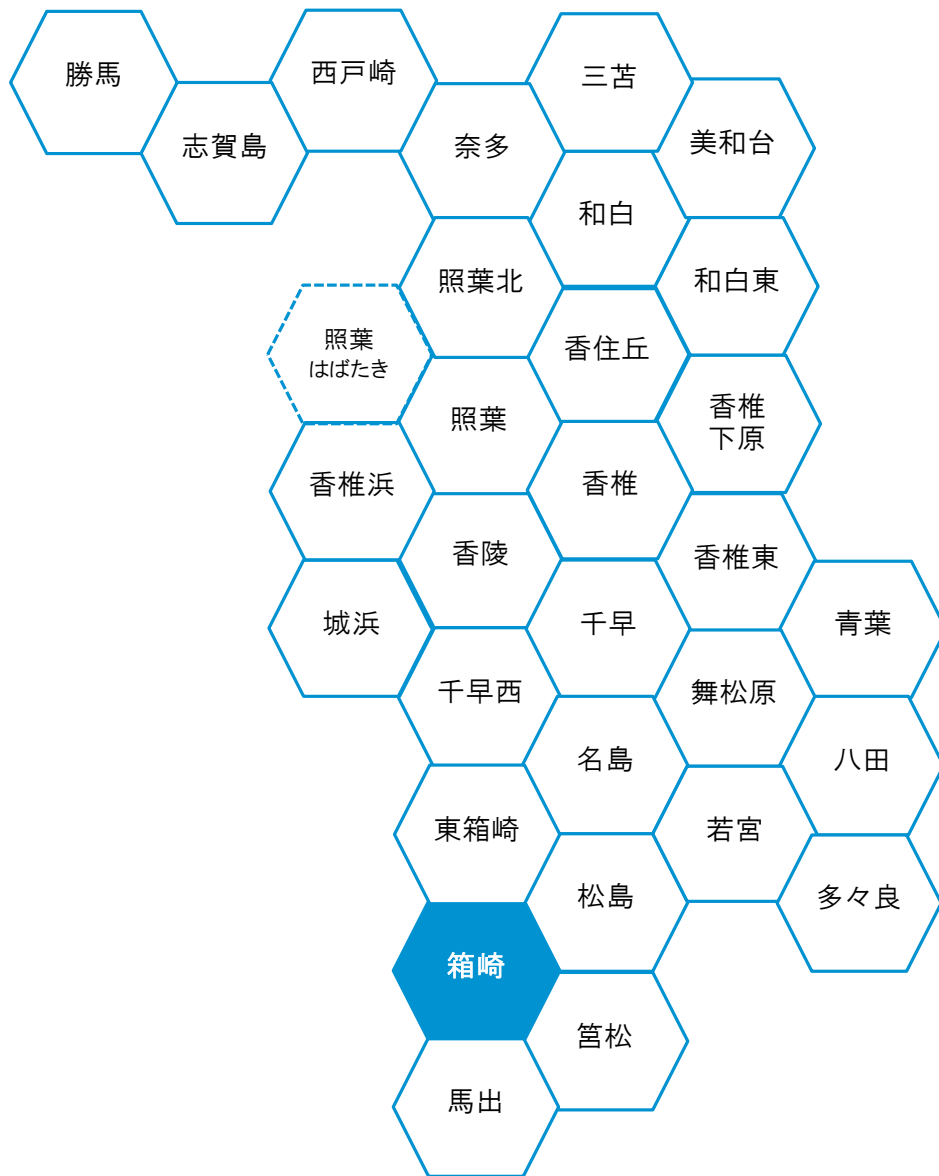 勝馬
西戸崎
三苫
志賀島
奈多
美和台
和白
照葉北
和白東
照葉
はばたき
香住丘
照葉
香椎
下原
香椎浜
香椎
香陵
香椎東
城浜
千早
青葉
千早西
舞松原
名島
八田
東箱崎
若宮
松島
多々良
箱崎
筥松
馬出